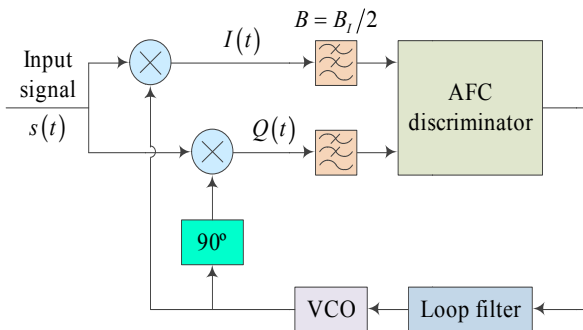 I(t)
B = B_I/2
Input
signal
s(t)
AFC
discriminator
Q(t)
90º
VCO
Loop filter